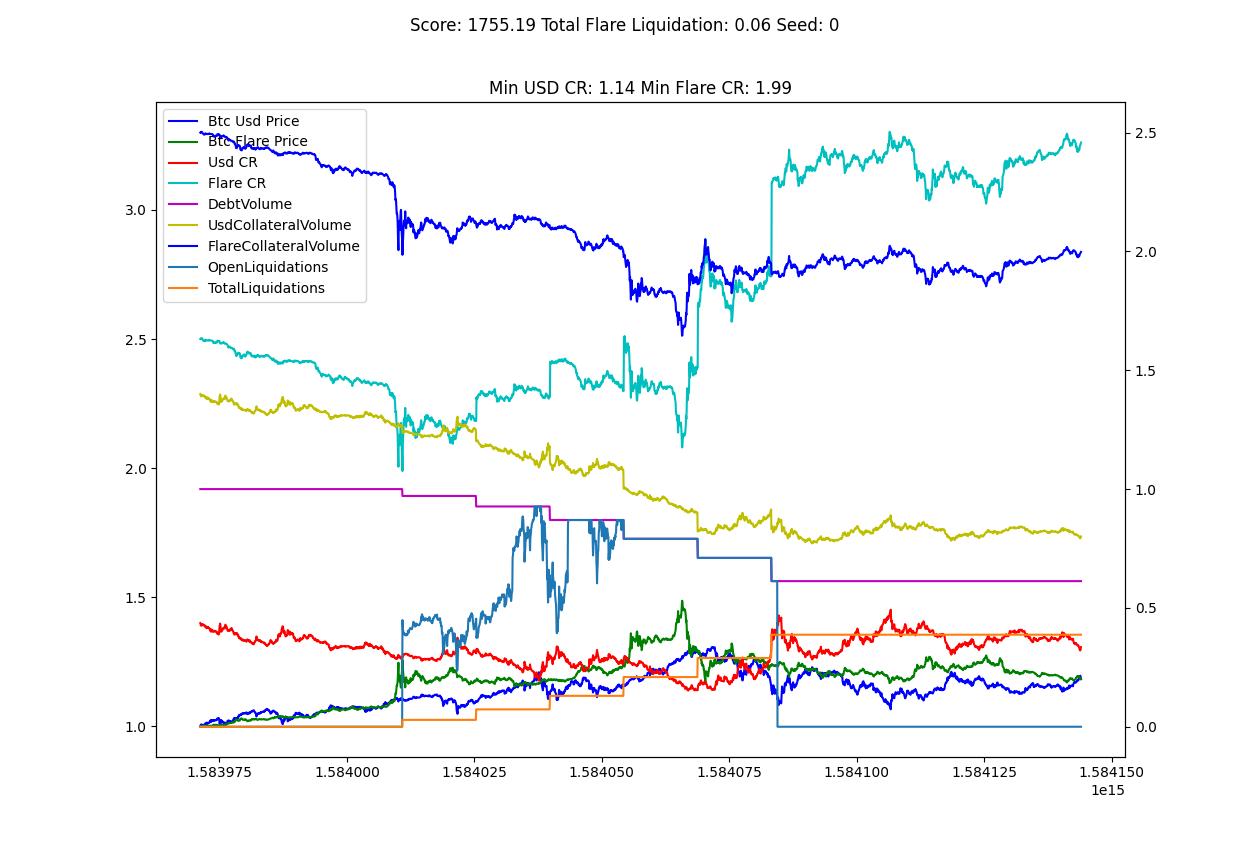 Score: 1755.19 Total Flare Liquidation: 0.06 Seed: 0
Min USD CR: 1.14 Min Flare CR: 1.99
Btc Usd Price
Btc Flare Price
Usd CR
Flare CR
DebtVolume
UsdCollateralVolume
FlareCollateralVolume
OpenLiquidations
TotalLiquidations
3.0
2.5
2.0
1.5
1.0
2.5
2.0
1.5
1.0
0.5
0.0
1.583975 1.584000 1.584025 1.584050 1.584075 1.584100 1.584125 1.584150
1e15